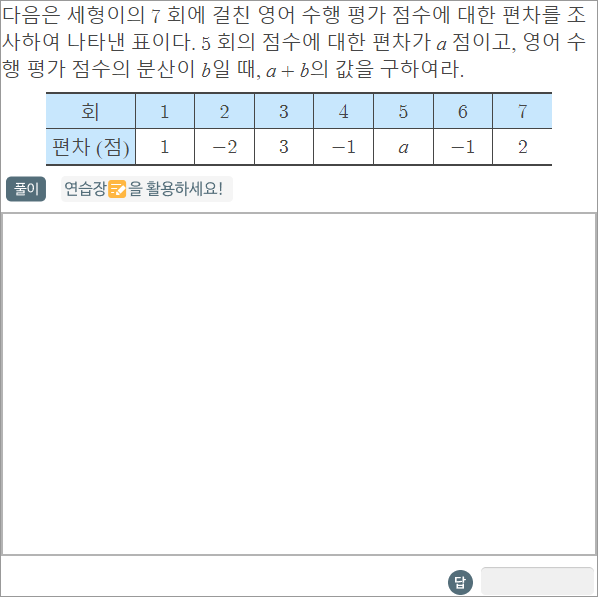 다음은 세형이의 7 회에 걸친 영어 수행 평가 점수에 대한 편차를 조
사하여 나타낸 표이다. 5 회의 점수에 대한 편차가 a 점이고, 영어 수
행 평가 점수의 분산이 b일 때, a + b의 값을 구하여라.
회 1 2 3 4 5 6 7
편차 (점) 1 −2 3 −1 a −1 2
풀이 연습장 을 활용하세요!
답